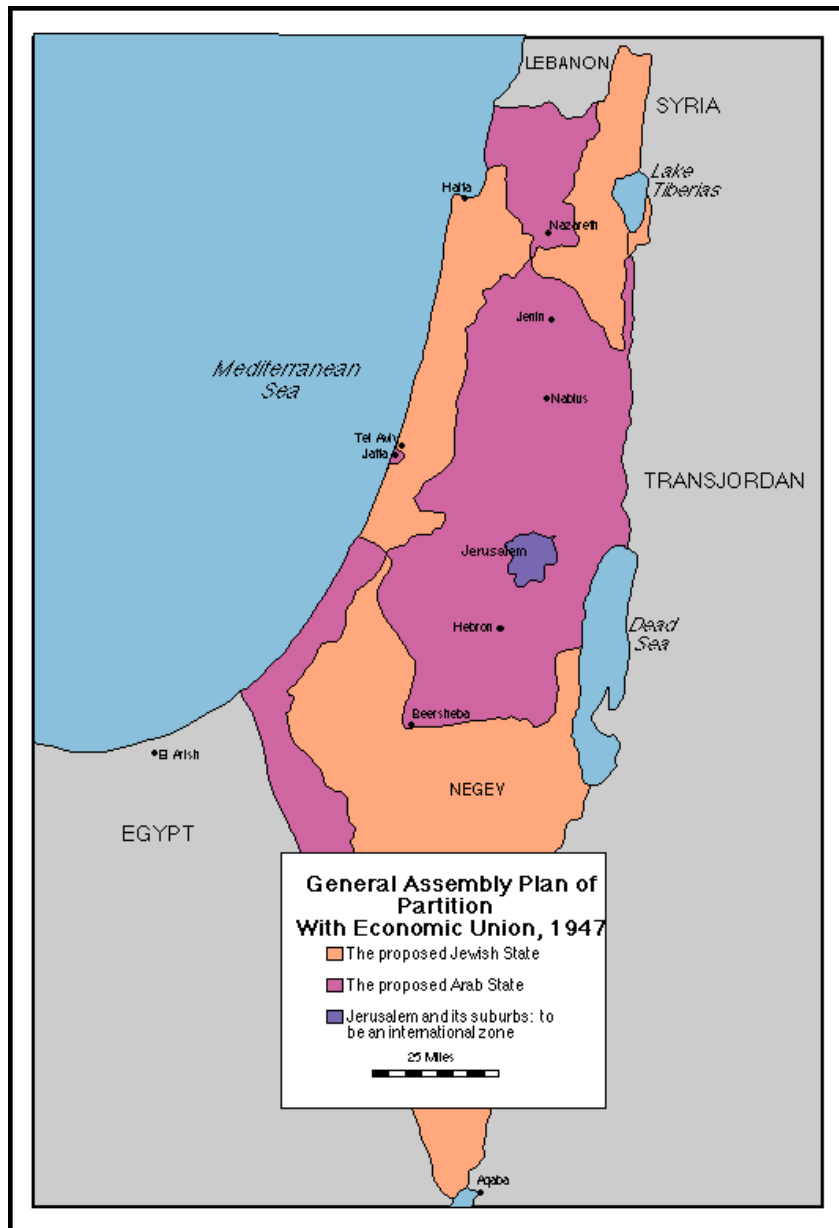 LEBANON
SYRIA
Lake
Tiberias
Haifa
Nazareth
Jenin
Mediterranean
Sea
Nablus
Tel Aviv
Jaffa
TRANSJORDAN
Jerusalem
Hebron
Dead
Sea
Beersheba
El Arish
NEGEV
EGYPT
General Assembly Plan of
Partition
With Economic Union, 1947
The proposed Jewish State
The proposed Arab State
Jerusalem and its suburbs: to
be an international zone
25 Miles
Aqaba